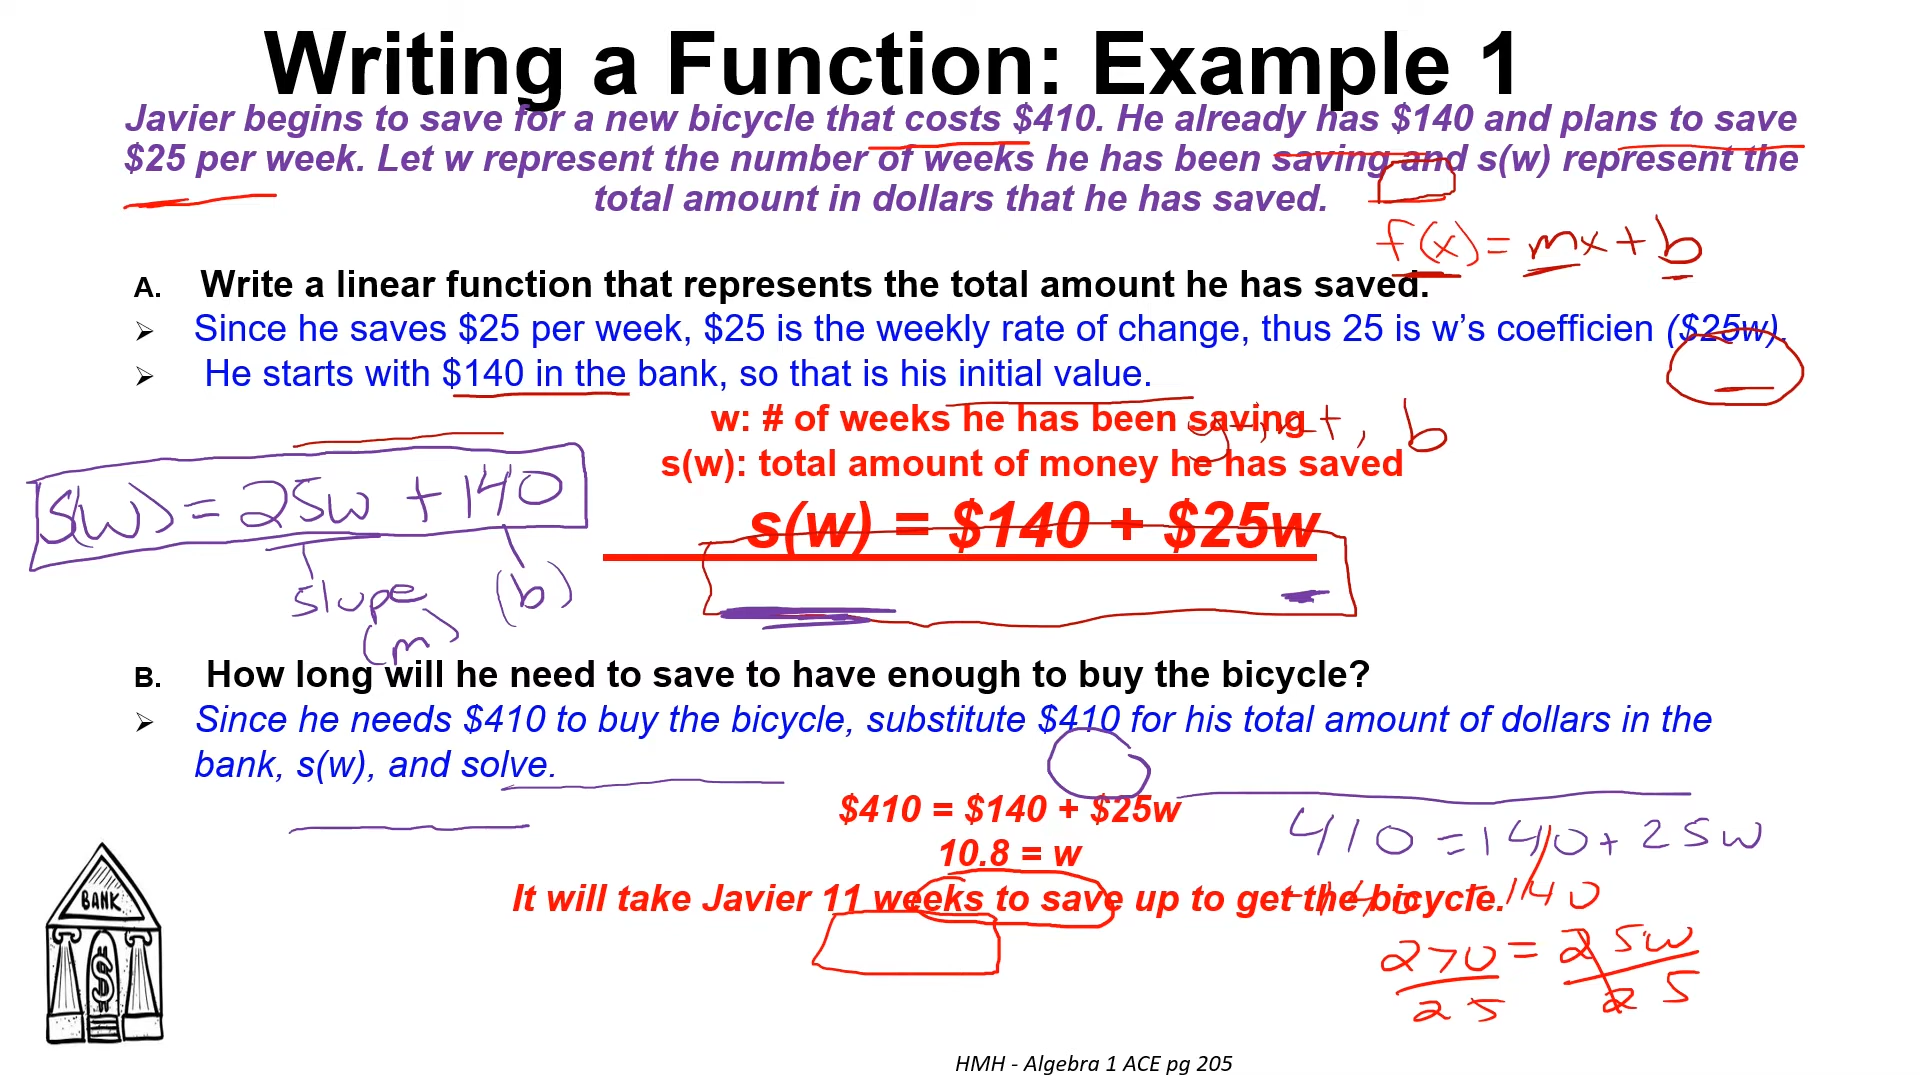 Writing a Function: Example 1
Javier begins to save for a new bicycle that costs $410. He already has $140 and plans to save
$25 per week. Let w represent the number of weeks he has been saving and s(w) represent the
total amount in dollars that he has saved.
f(x) = mx + b
A. Write a linear function that represents the total amount he has saved.
➢ Since he saves $25 per week, $25 is the weekly rate of change, thus 25 is w’s coefficien ($25w).
➢ He starts with $140 in the bank, so that is his initial value.
w: # of weeks he has been saving
y-int, b
s(w): total amount of money he has saved
s(w) = 25w + 140
s(w) = $140 + $25w
slope (b)
(m)
B. How long will he need to save to have enough to buy the bicycle?
➢ Since he needs $410 to buy the bicycle, substitute $410 for his total amount of dollars in the
bank, s(w), and solve.
$410 = $140 + $25w
410 = 140 + 25w
10.8 = w
It will take Javier 11 weeks to save up to get the bicycle.
-140 -140
270 = 25w
25 25
BANK
$
HMH - Algebra 1 ACE pg 205